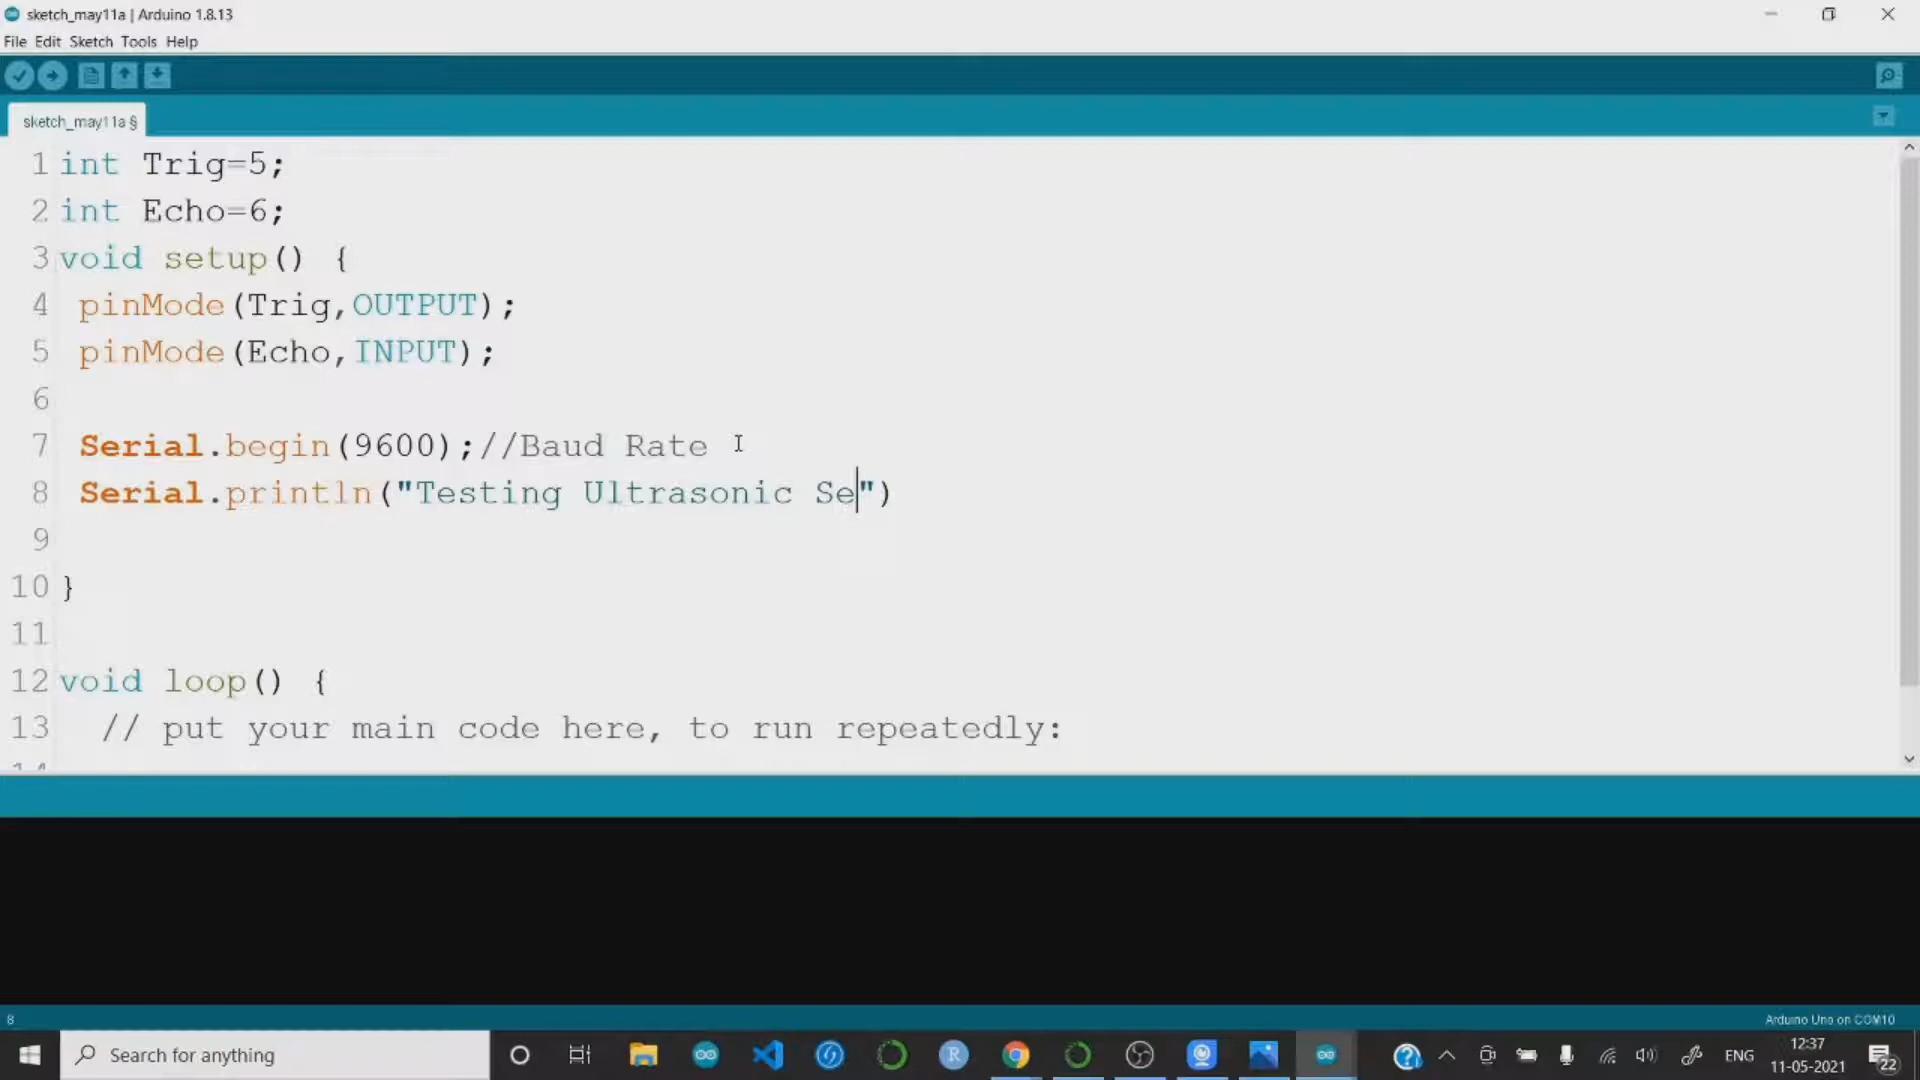 sketch_may11a | Arduino 1.8.13
File Edit Sketch Tools Help
sketch_may11a §
1 int Trig=5;
2 int Echo=6;
3 void setup() {
4 pinMode(Trig,OUTPUT);
5 pinMode(Echo,INPUT);
6
7 Serial.begin(9600);//Baud Rate
8 Serial.println("Testing Ultrasonic Se")
9
10 }
11
12 void loop() {
13 // put your main code here, to run repeatedly:
8
Arduino Uno on COM10
Search for anything
R
ENG
12:37
11-05-2021
22